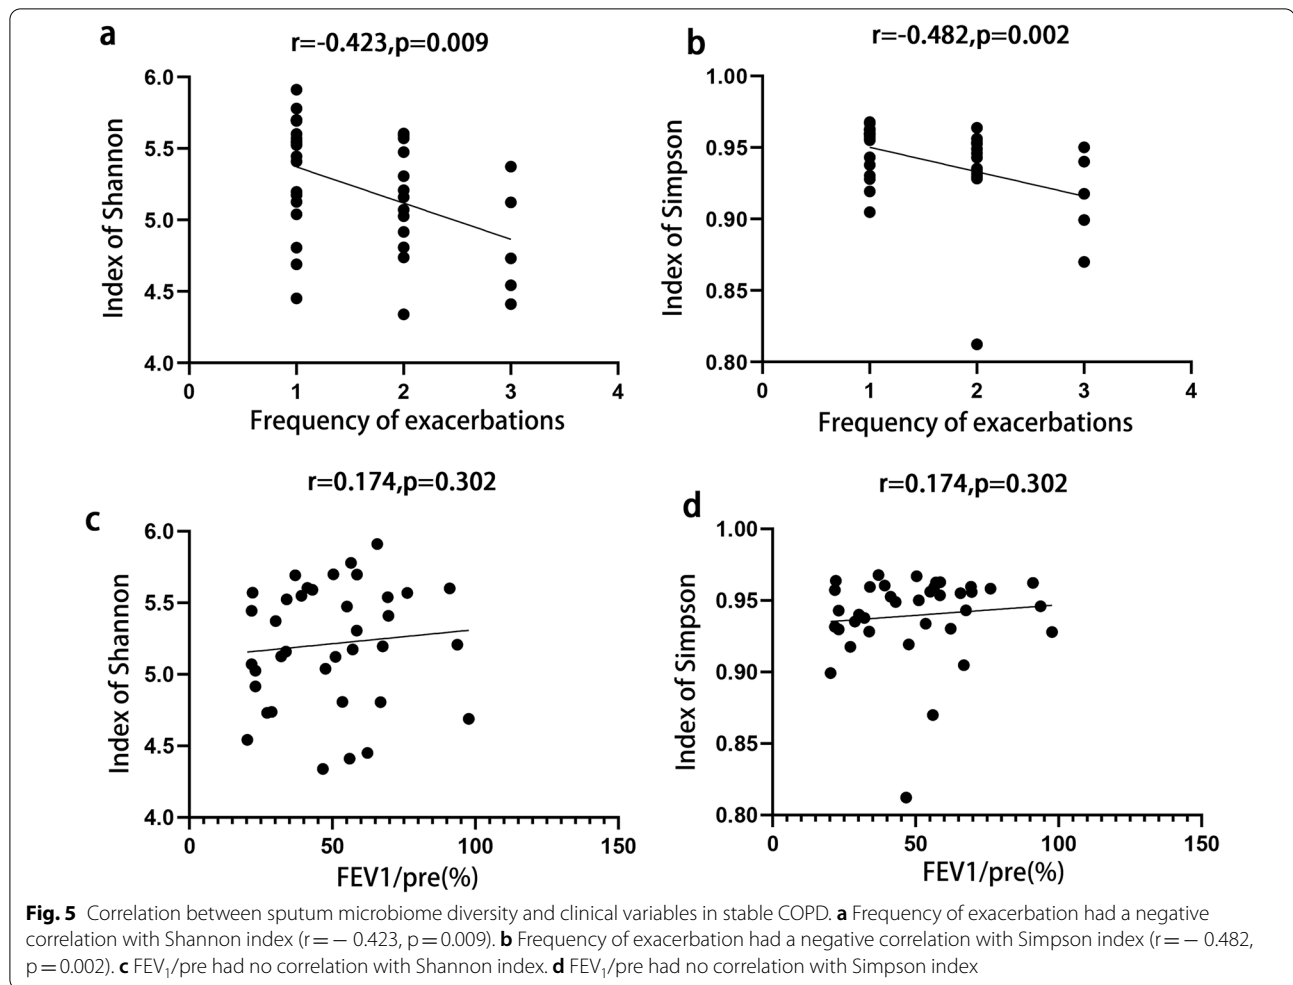 a
r=-0.423,p=0.009
6.0
5.5
5.0
4.5
4.0
Index of Shannon
0 1 2 3 4
Frequency of exacerbations
b
r=-0.482,p=0.002
1.00
0.95
0.90
0.85
0.80
Index of Simpson
0 1 2 3 4
Frequency of exacerbations
c
r=0.174,p=0.302
6.0
5.5
5.0
4.5
4.0
Index of Shannon
0 50 100 150
FEV1/pre(%)
d
r=0.174,p=0.302
1.00
0.95
0.90
0.85
0.80
Index of Simpson
0 50 100 150
FEV1/pre(%)
Fig. 5 Correlation between sputum microbiome diversity and clinical variables in stable COPD. a Frequency of exacerbation had a negative
correlation with Shannon index (r = − 0.423, p = 0.009). b Frequency of exacerbation had a negative correlation with Simpson index (r = − 0.482,
p = 0.002). c FEV₁/pre had no correlation with Shannon index. d FEV₁/pre had no correlation with Simpson index